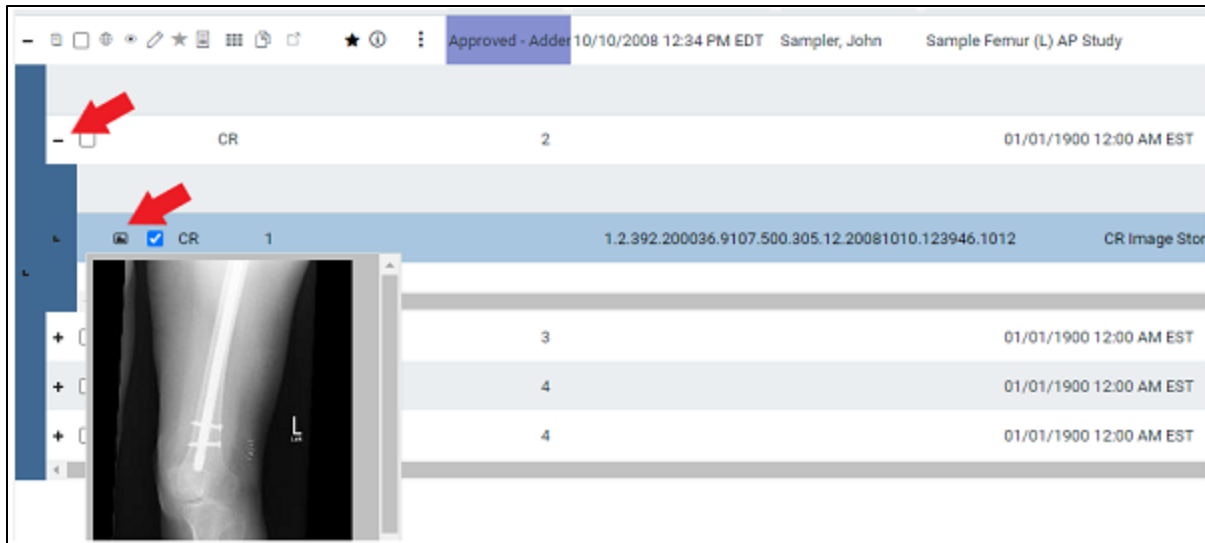 Approved - Adder 10/10/2008 12:34 PM EDT Sampler, John Sample Femur (L) AP Study
CR 2 01/01/1900 12:00 AM EST
CR 1 1.2.392.200036.9107.500.305.12.20081010.123946.1012 CR Image Stor
L
3 01/01/1900 12:00 AM EST
4 01/01/1900 12:00 AM EST
4 01/01/1900 12:00 AM EST